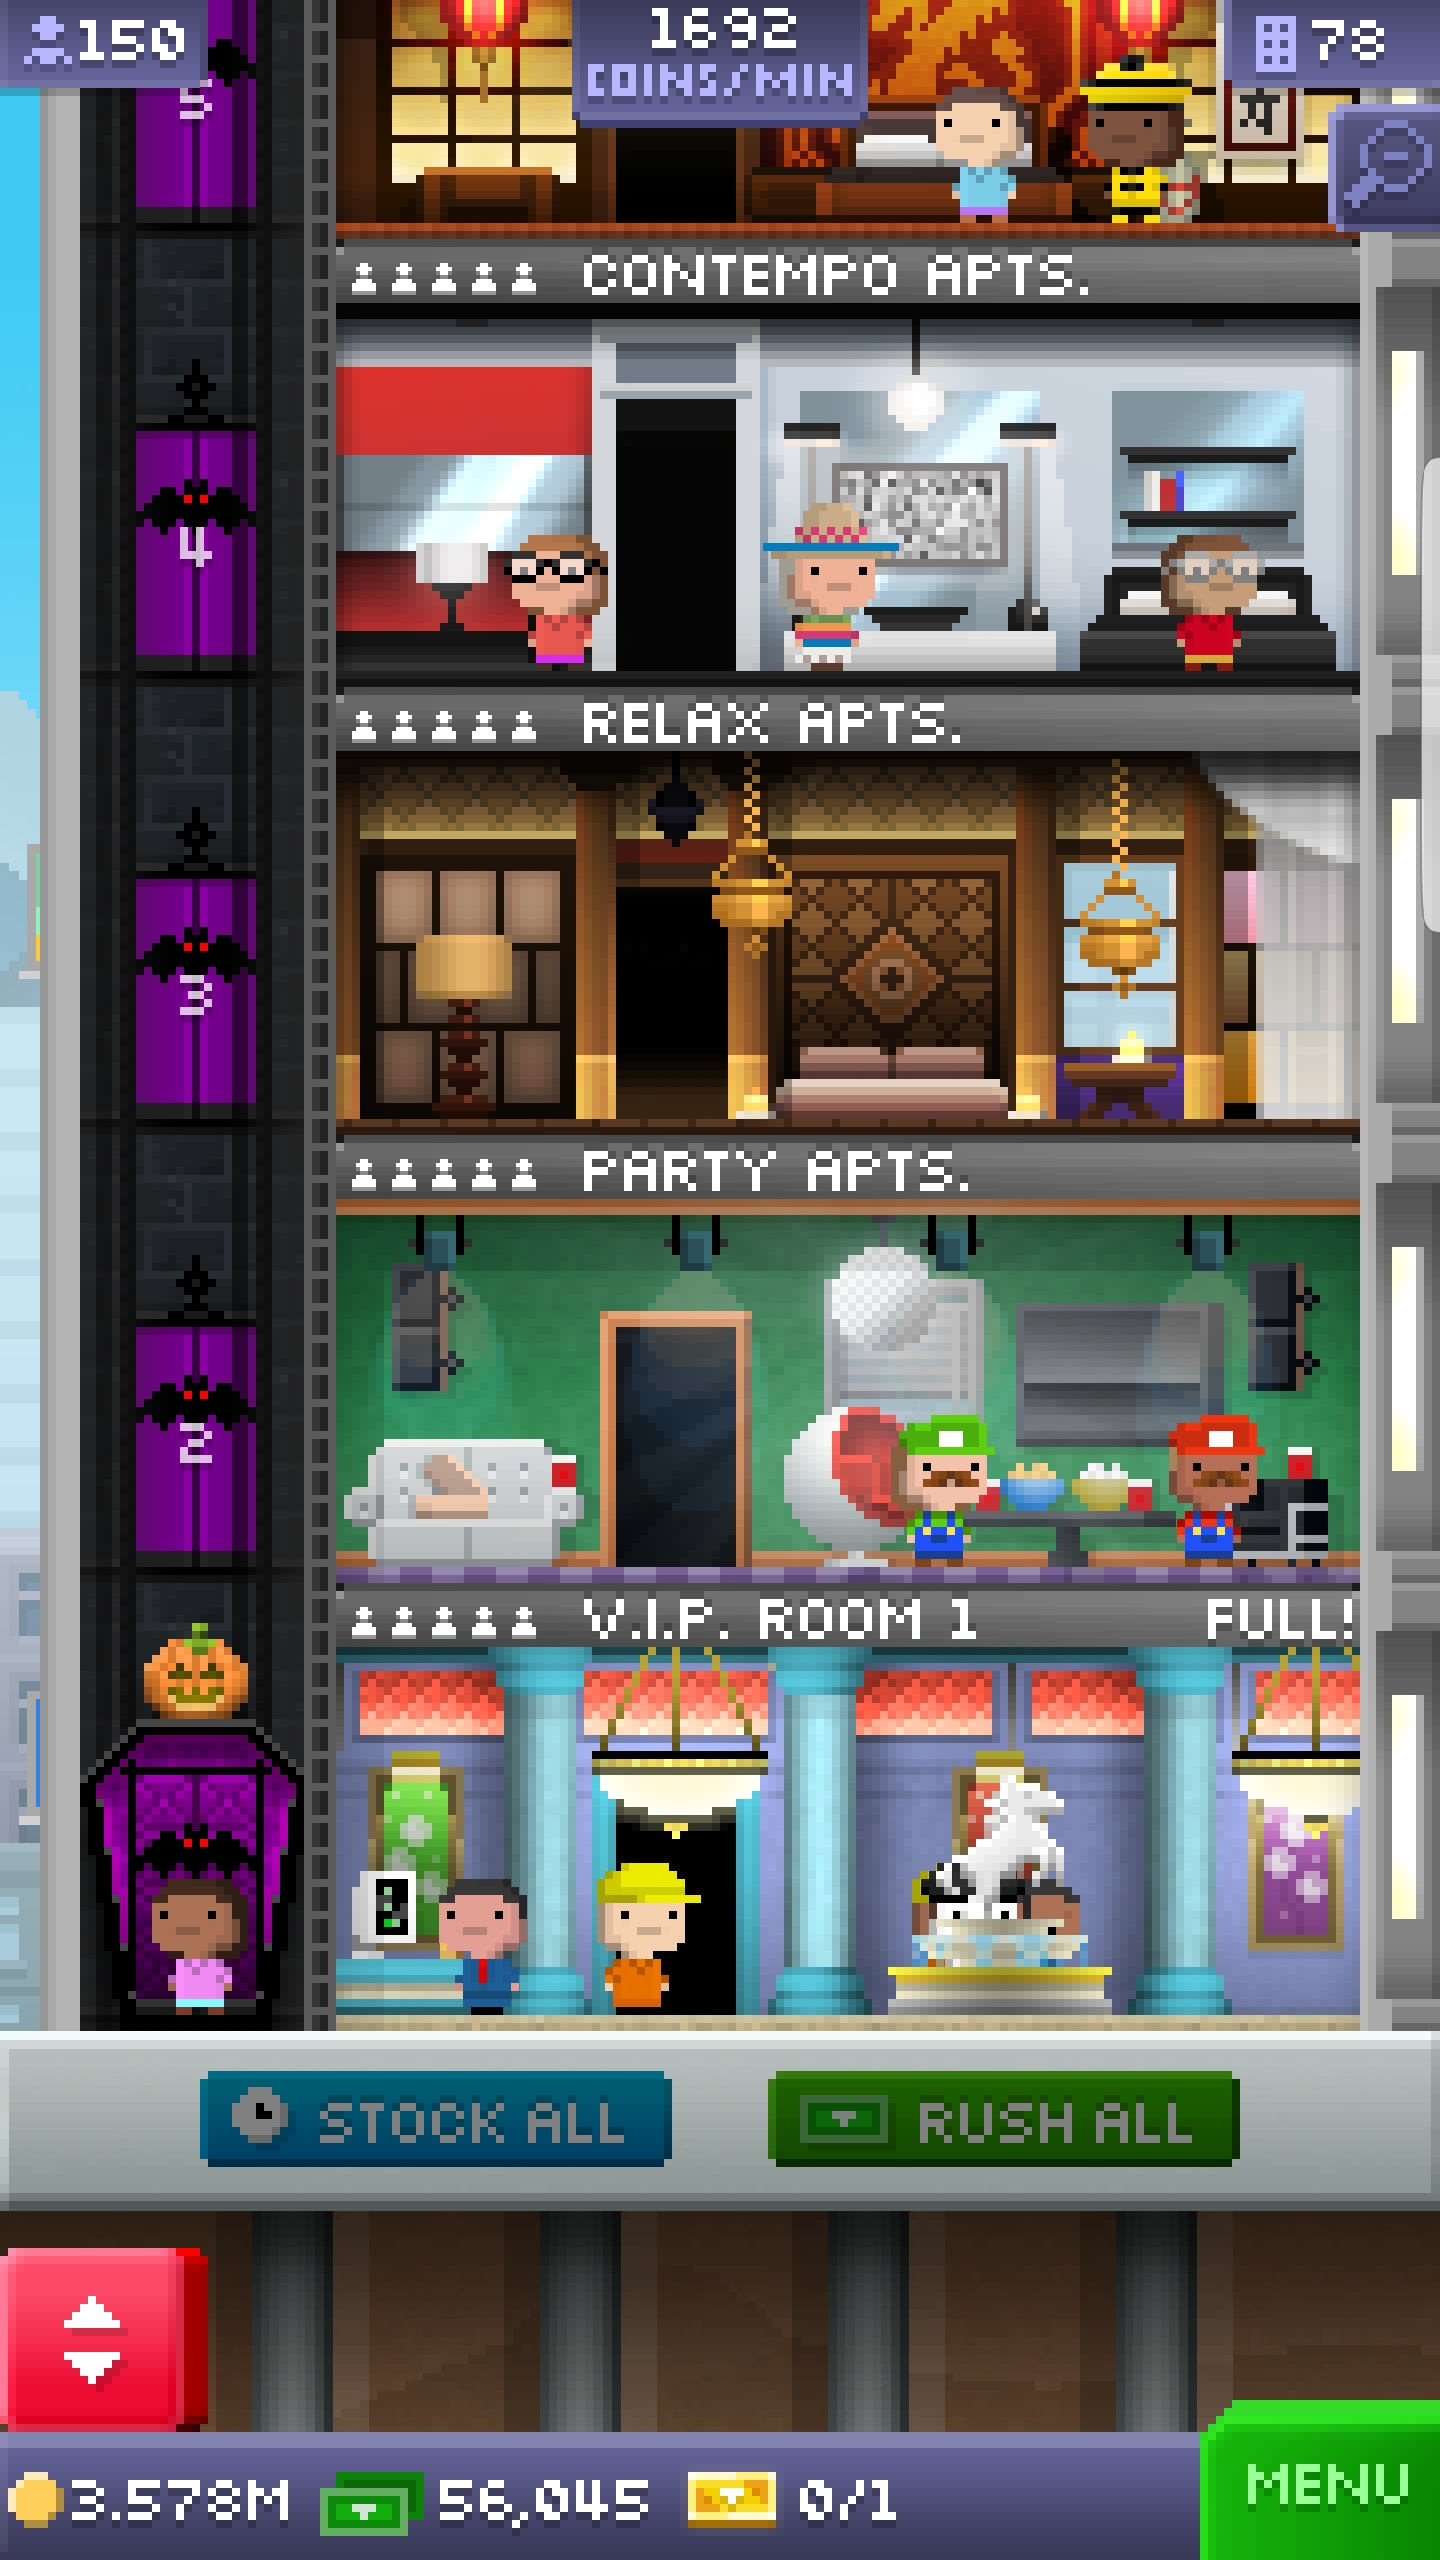 150
1692
COINS/MIN
78
5
CONTEMPO APTS.
4
RELAX APTS.
3
PARTY APTS.
2
V.I.P. ROOM 1 FULL!
STOCK ALL
RUSH ALL
3.578M 56,045 0/1
MENU